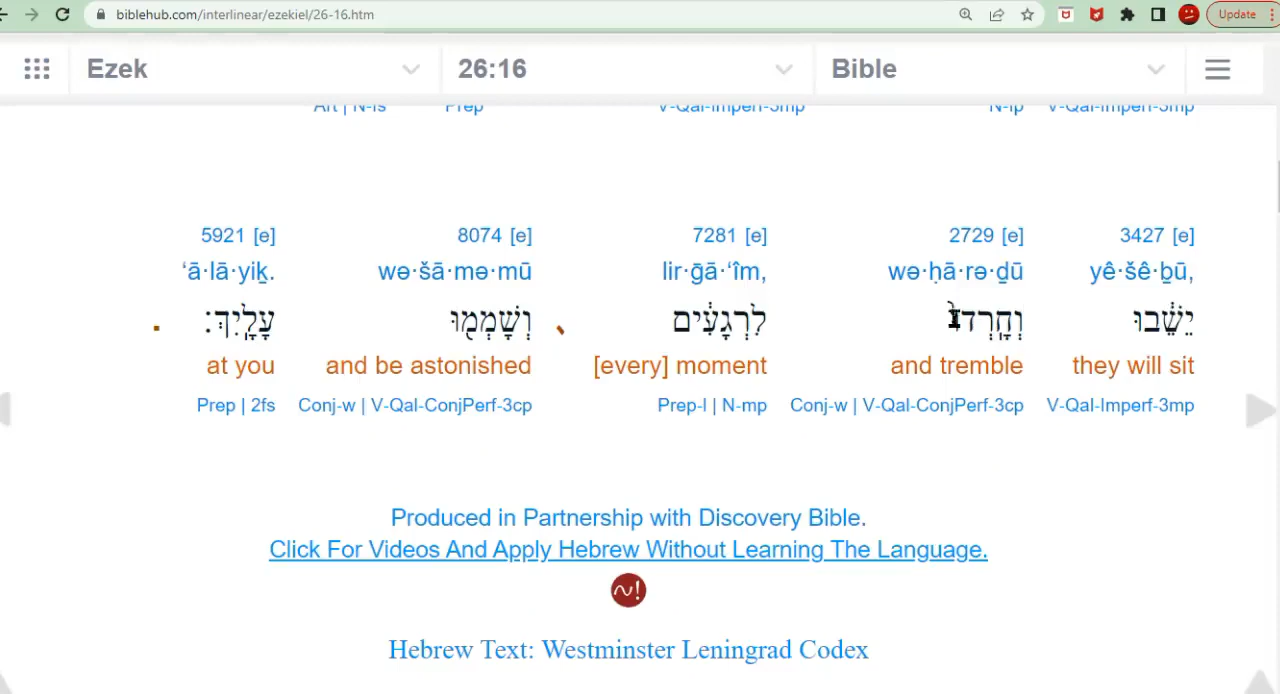 biblehub.com/interlinear/ezekiel/26-16.htm Update
Ezek 26:16 Bible
Art | N-fs Prep V-Qal-Imperf-3mp N-fp V-Qal-Imperf-3mp
5921 [e] 8074 [e] 7281 [e] 2729 [e] 3427 [e]
‘ā·lā·yiḵ. wə·šā·mə·mū lir·ḡā·‘îm, wə·ḥā·rə·ḏū yê·šê·ḇū,
יֵשֵׁ֔בוּ וְחָֽרְדוּ֙ לִרְגָעִ֔ים ، וְשָׁמְמ֖וּ עָלָֽיִךְ׃ .
at you and be astonished [every] moment and tremble they will sit
Prep | 2fs Conj-w | V-Qal-ConjPerf-3cp Prep-l | N-mp Conj-w | V-Qal-ConjPerf-3cp V-Qal-Imperf-3mp
Produced in Partnership with Discovery Bible.
Click For Videos And Apply Hebrew Without Learning The Language.
Hebrew Text: Westminster Leningrad Codex